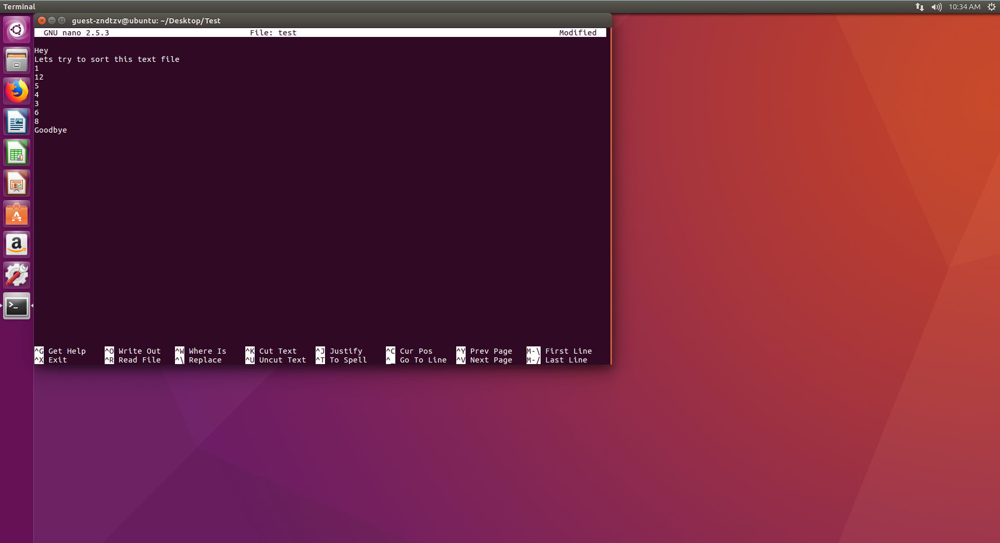 Terminal
10:34 AM
guest-zndtzv@ubuntu: ~/Desktop/Test
GNU nano 2.5.3 File: test Modified
Hey
Lets try to sort this text file
1
12
5
4
3
6
8
Goodbye
^G Get Help ^O Write Out ^W Where Is ^K Cut Text ^J Justify ^C Cur Pos ^Y Prev Page M-\ First Line
^X Exit ^R Read File ^\ Replace ^U Uncut Text ^T To Spell ^_ Go To Line ^V Next Page M-/ Last Line